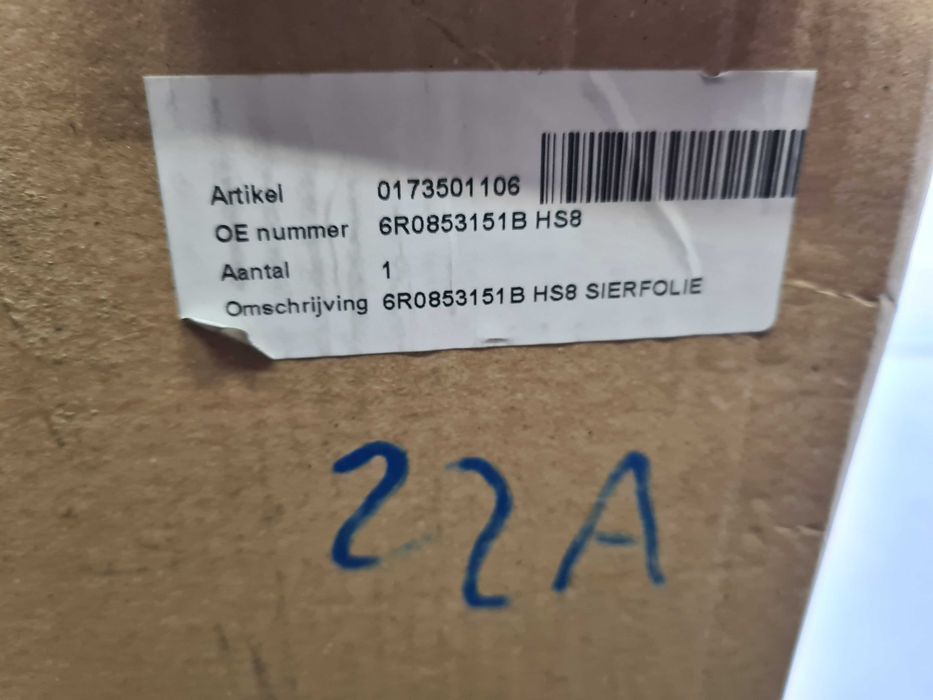 Artikel 0173501106
OE nummer 6R0853151B HS8
Aantal 1
Omschrijving 6R0853151B HS8 SIERFOLIE
22A